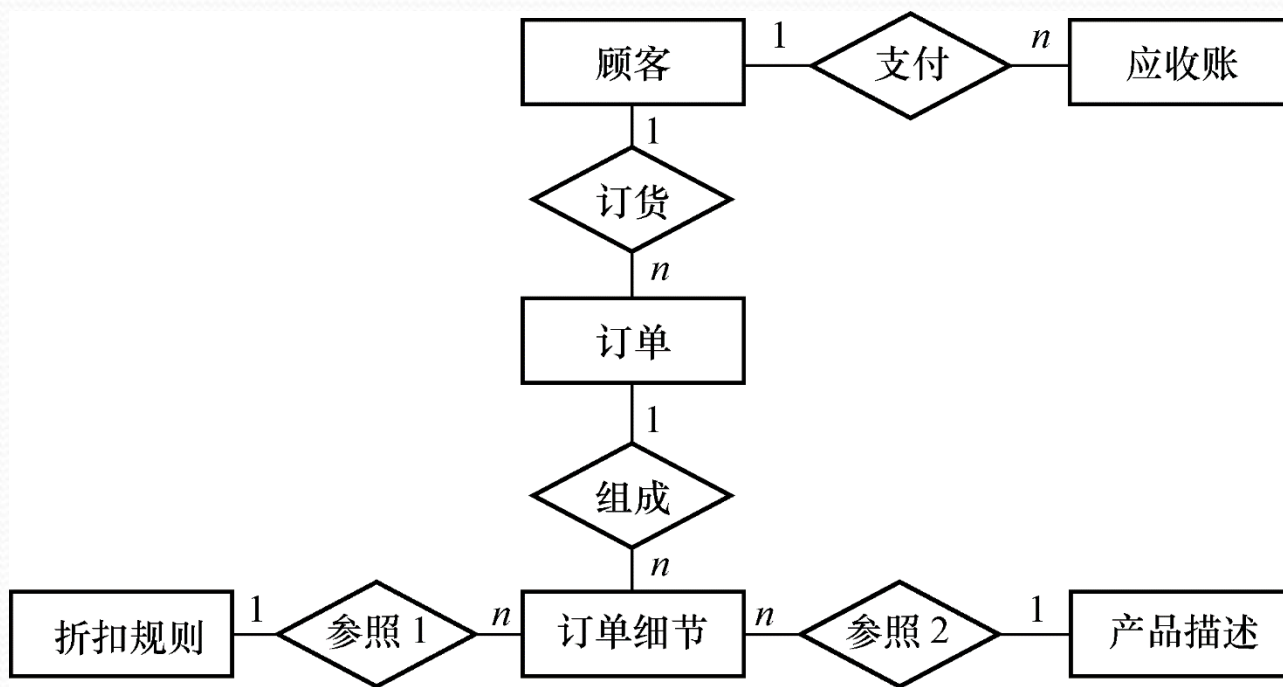 顾客 1 支付 n 应收账
1
订货
n
订单
1
组成
n
折扣规则 1 参照 1 n 订单细节 n 参照 2 1 产品描述